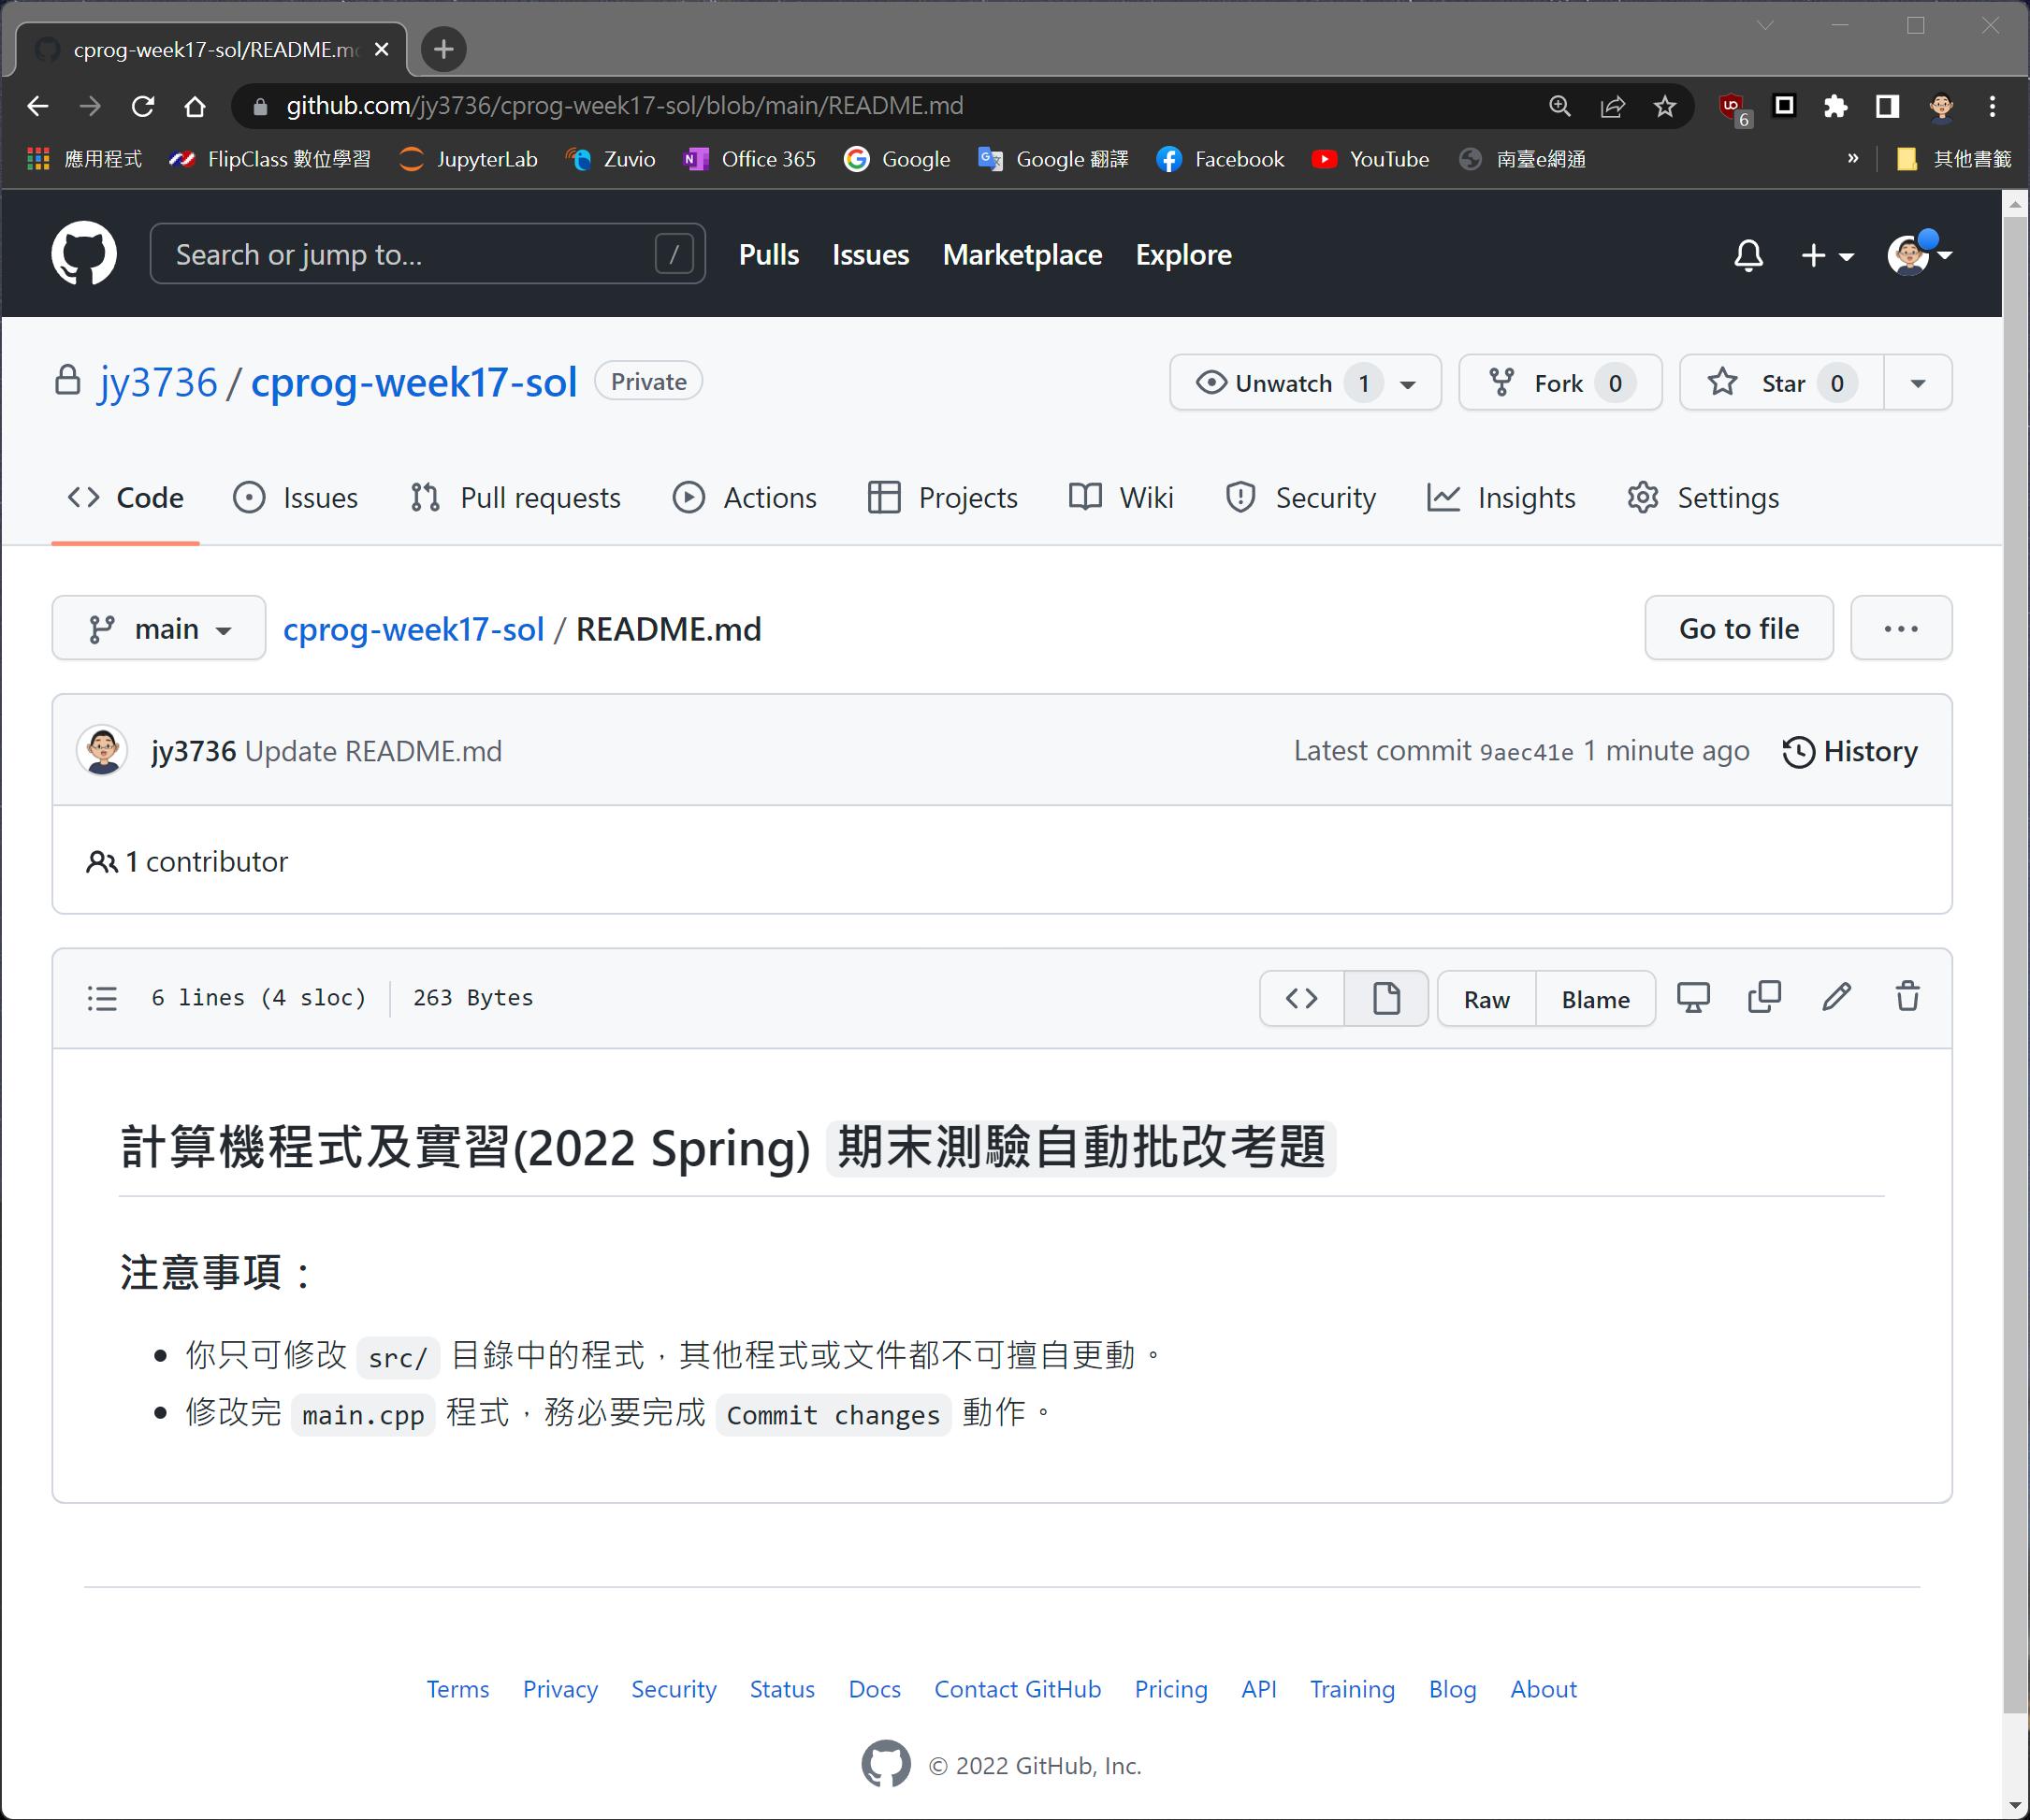 cprog-week17-sol/README.m
github.com/jy3736/cprog-week17-sol/blob/main/README.md
6
應用程式 FlipClass 數位學習 JupyterLab Zuvio Office 365 Google Google 翻譯 Facebook YouTube 南臺e網通 » 其他書籤
Search or jump to... / Pulls Issues Marketplace Explore
jy3736 / cprog-week17-sol Private Unwatch 1 Fork 0 Star 0
Code Issues Pull requests Actions Projects Wiki Security Insights Settings
main cprog-week17-sol / README.md Go to file ...
jy3736 Update README.md Latest commit 9aec41e 1 minute ago History
1 contributor
6 lines (4 sloc) 263 Bytes <> Raw Blame
計算機程式及實習(2022 Spring) 期末測驗自動批改考題
注意事項：
• 你只可修改 src/ 目錄中的程式，其他程式或文件都不可擅自更動。
• 修改完 main.cpp 程式，務必要完成 Commit changes 動作。
Terms Privacy Security Status Docs Contact GitHub Pricing API Training Blog About
© 2022 GitHub, Inc.